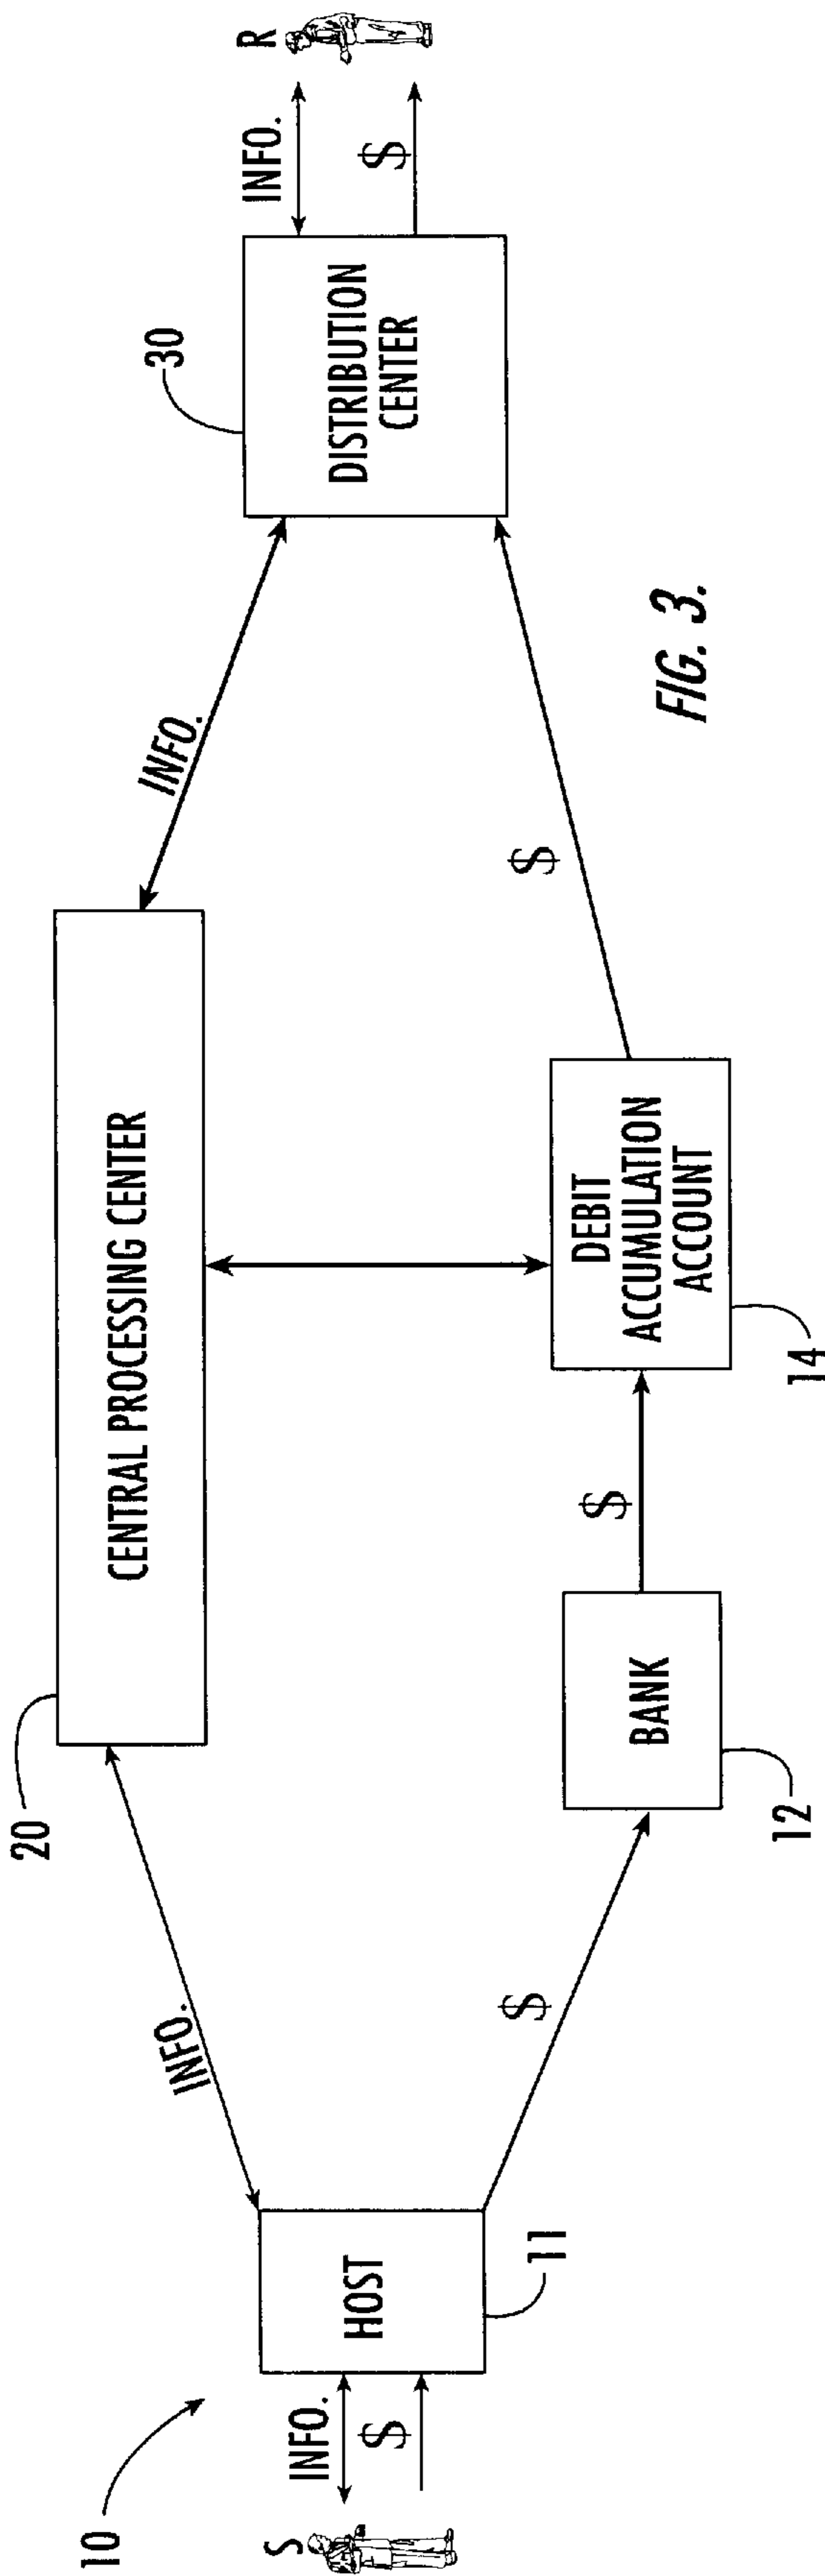 10
S
INFO.
$
HOST
11
INFO.
$
20
CENTRAL PROCESSING CENTER
BANK
12
$
DEBIT
ACCUMULATION
ACCOUNT
14
INFO.
$
30
DISTRIBUTION
CENTER
INFO.
$
R
FIG. 3.